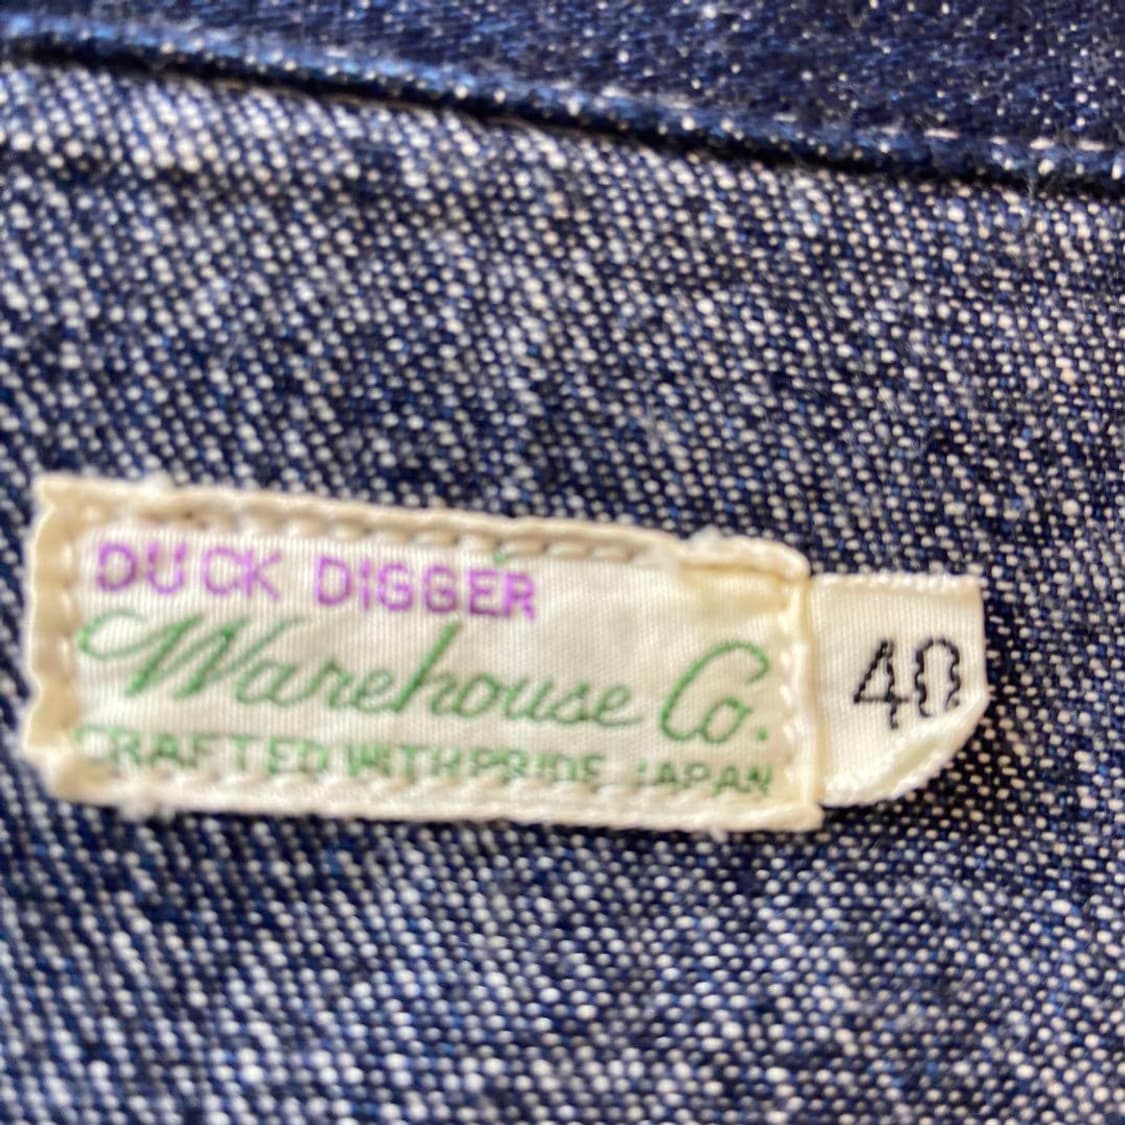 DUCK DIGGER
Warehouse Co.
CRAFTED WITH PRIDE JAPAN
40